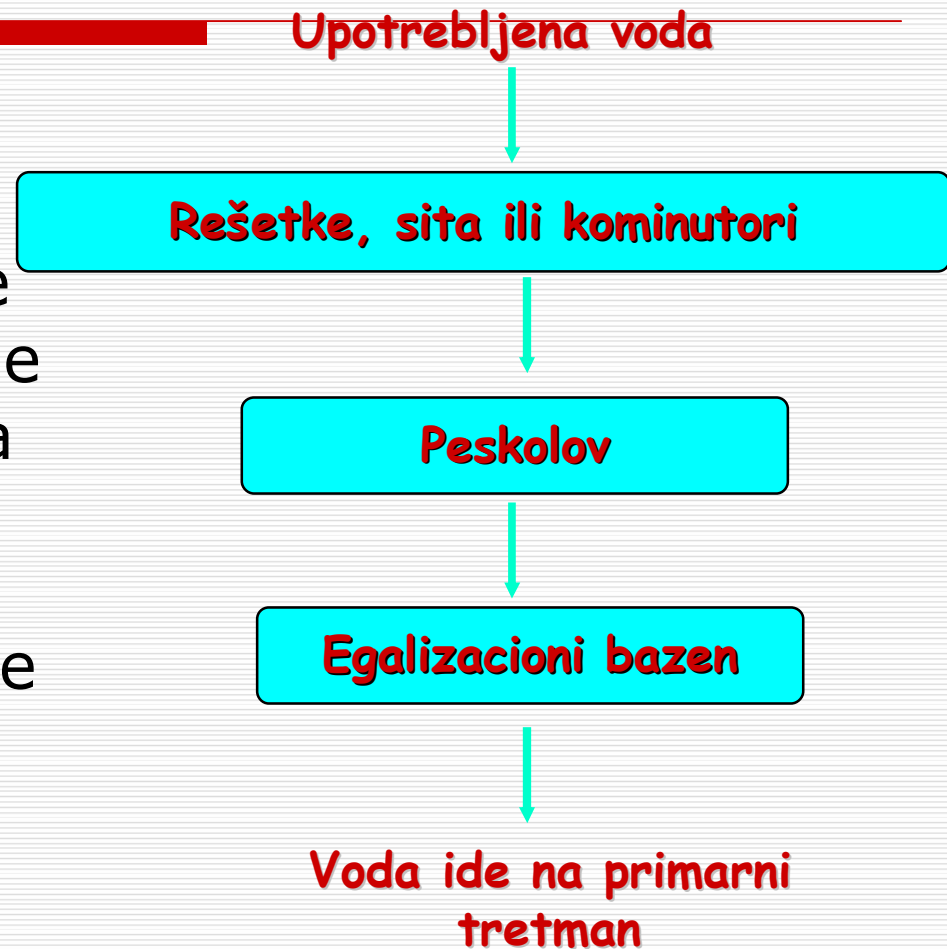 Upotrebljena voda
Rešetke, sita ili kominutori
Peskolov
Egalizacioni bazen
Voda ide na primarni
tretman